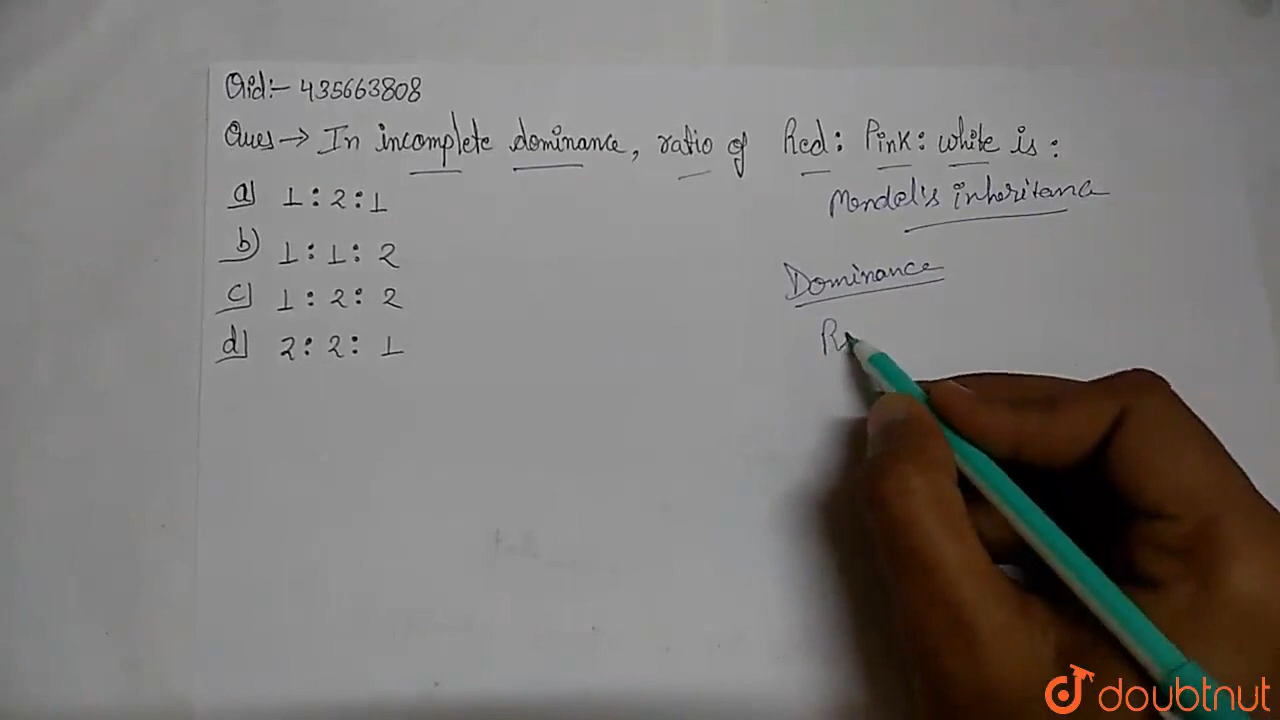 Qid:- 435663808
Ques → In incomplete dominance, ratio of Red: Pink: white is:
Mendel's inheritance
a) 1:2:1
b) 1:1:2
Dominance
c) 1:2:2
R
d) 2:2:1
doubtnut